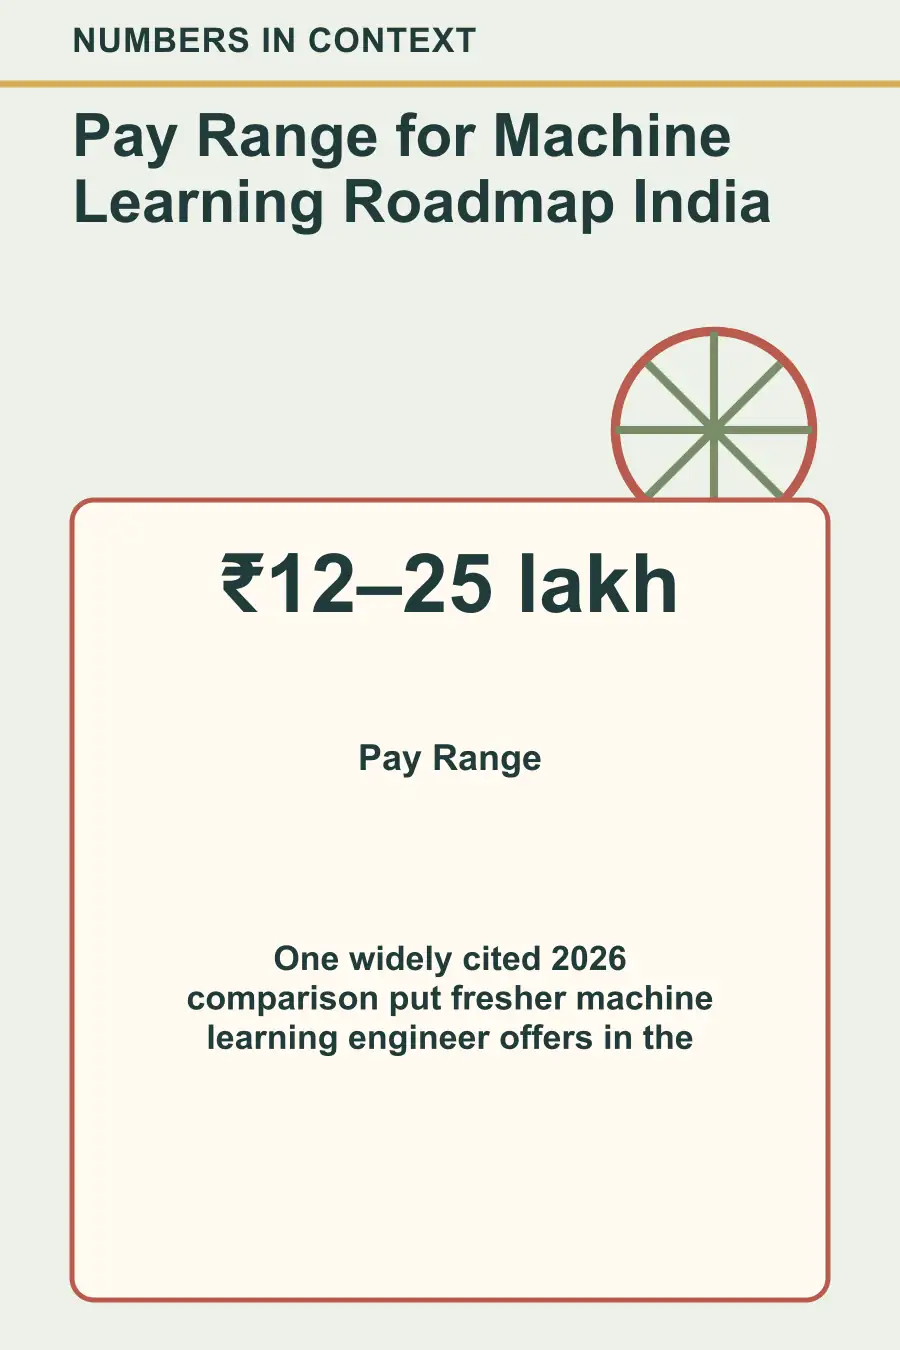 NUMBERS IN CONTEXT
Pay Range for Machine
Learning Roadmap India
₹12–25 lakh
Pay Range
One widely cited 2026
comparison put fresher machine
learning engineer offers in the